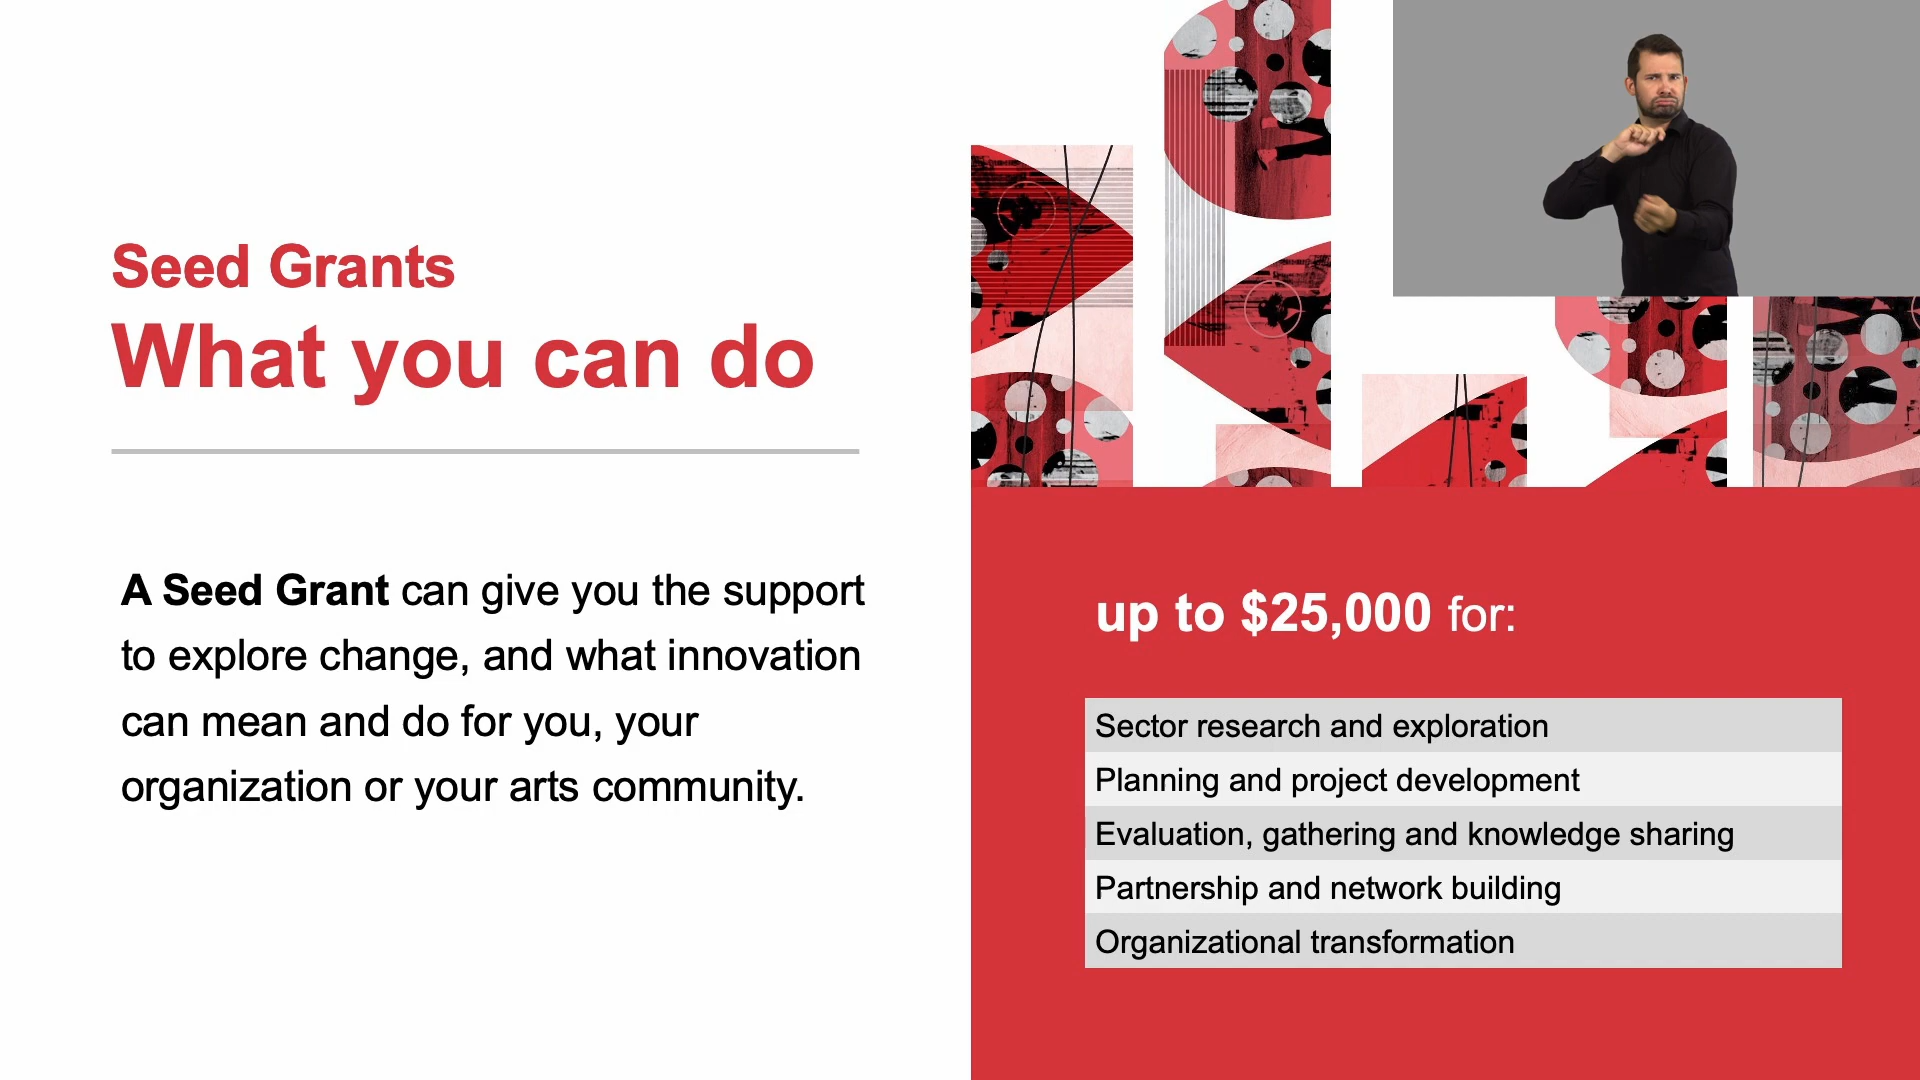 Seed Grants
What you can do
A Seed Grant can give you the support
to explore change, and what innovation
can mean and do for you, your
organization or your arts community.
up to $25,000 for:
Sector research and exploration
Planning and project development
Evaluation, gathering and knowledge sharing
Partnership and network building
Organizational transformation